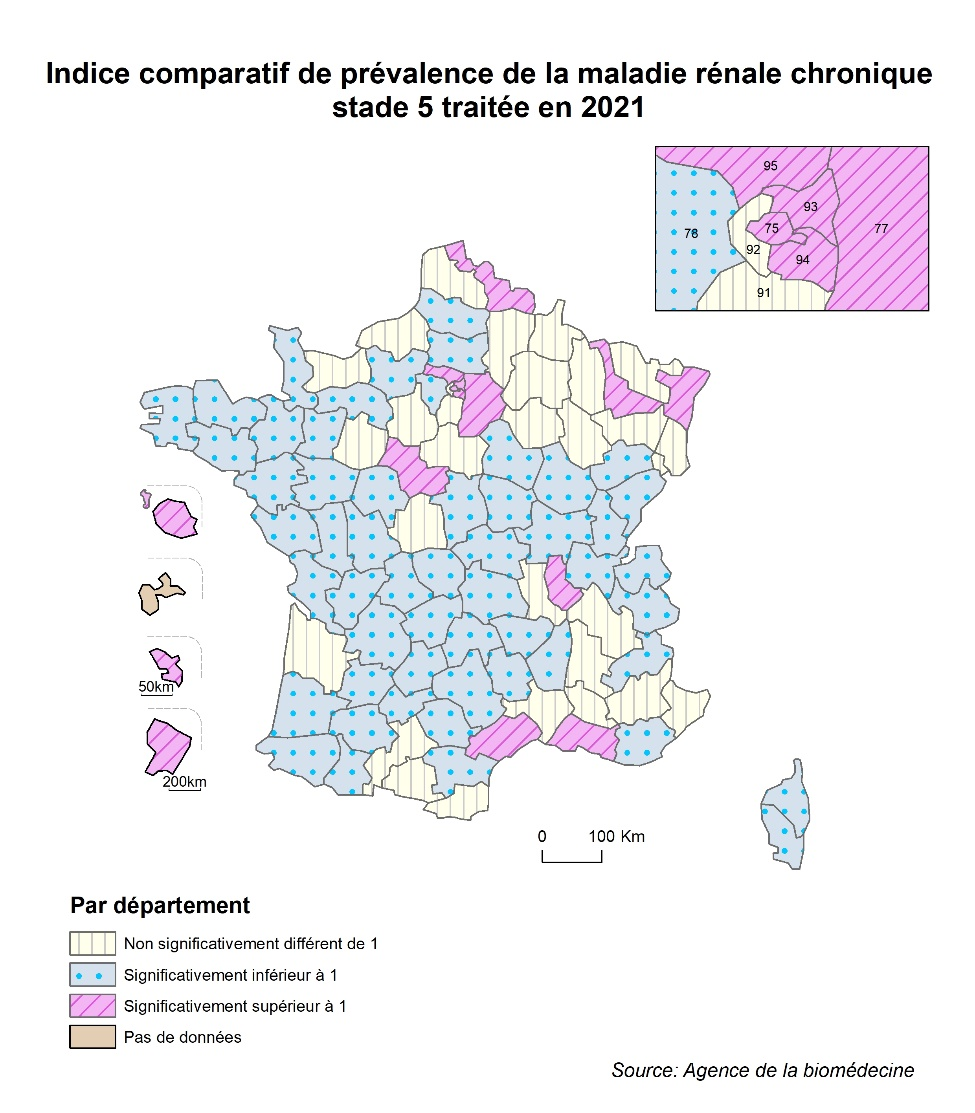 Indice comparatif de prévalence de la maladie rénale chronique
stade 5 traitée en 2021
95
93
78
75
77
92
94
91
50km
200km
0 100 Km
Par département
Non significativement différent de 1
Significativement inférieur à 1
Significativement supérieur à 1
Pas de données
Source: Agence de la biomédecine